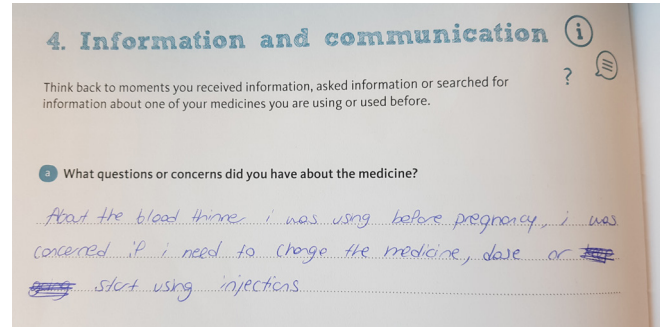 4. Information and communication i
?
Think back to moments you received information, asked information or searched for
information about one of your medicines you are using or used before.
a What questions or concerns did you have about the medicine?
About the blood thinner i was using before pregnancy, i was
concerned if i need to change the medicine, dose or
start using injections